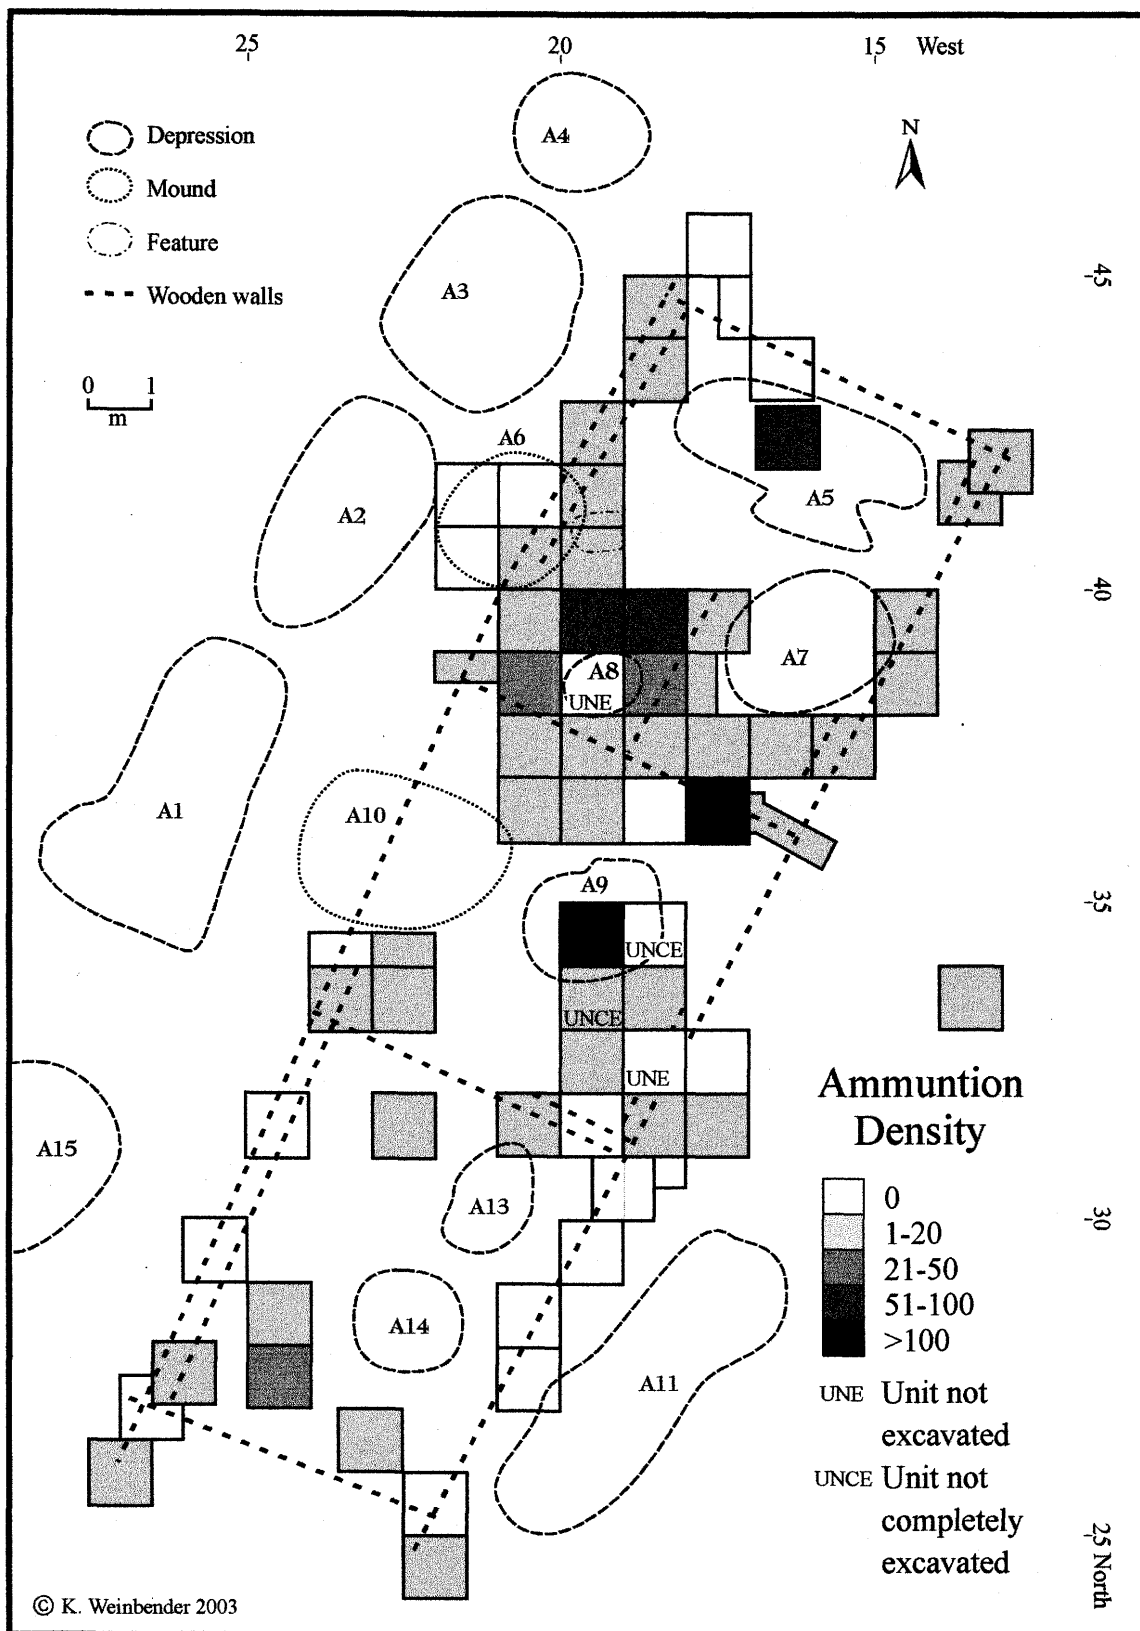 25
20
15 West
Depression
Mound
Feature
Wooden walls
0 1
m
N
A4
A3
A6
A2
A5
A7
A8
UNE
A1
A10
A9
UNCE
UNCE
UNE
A15
A13
A14
A11
45
40
35
30
25 North
Ammuntion
Density
0
1-20
21-50
51-100
>100
UNE Unit not
excavated
UNCE Unit not
completely
excavated
© K. Weinbender 2003